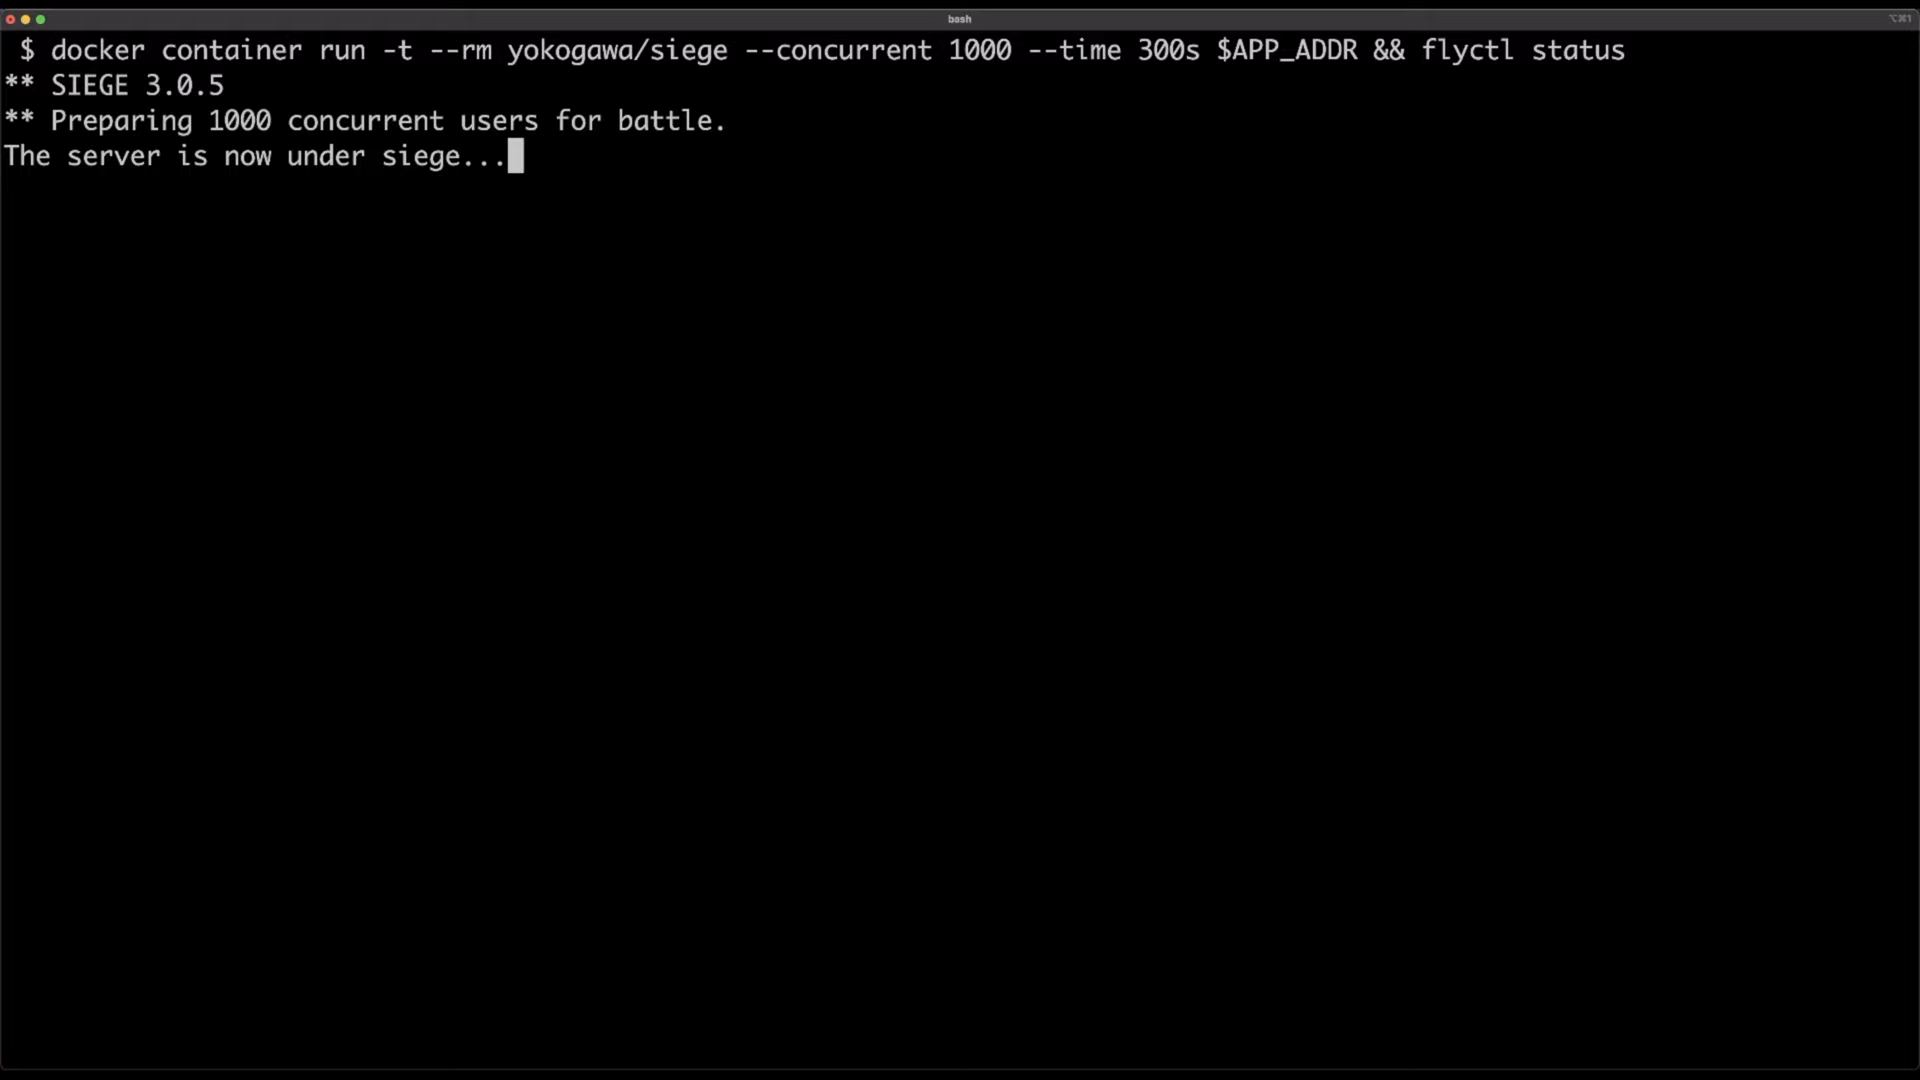 bash
⌥⌘1
$ docker container run -t --rm yokogawa/siege --concurrent 1000 --time 300s $APP_ADDR && flyctl status
** SIEGE 3.0.5
** Preparing 1000 concurrent users for battle.
The server is now under siege...